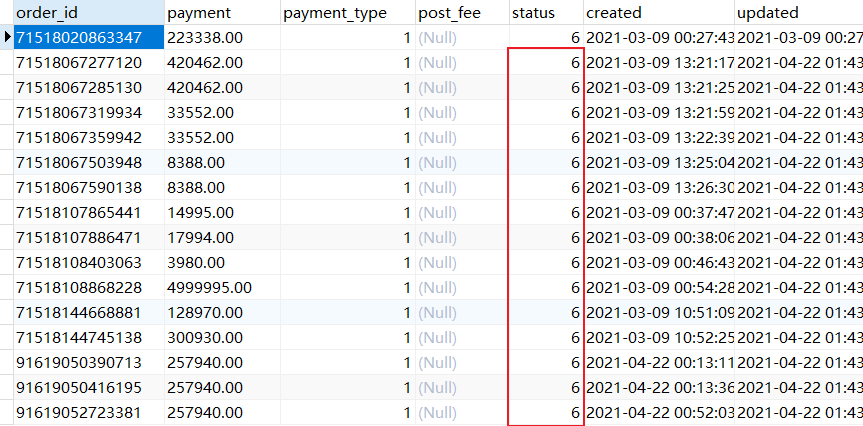 order_id payment payment_type post_fee status created updated
71518020863347 223338.00 1 (Null) 6 2021-03-09 00:27:43 2021-03-09 00:27
71518067277120 420462.00 1 (Null) 6 2021-03-09 13:21:17 2021-04-22 01:43
71518067285130 420462.00 1 (Null) 6 2021-03-09 13:21:25 2021-04-22 01:43
71518067319934 33552.00 1 (Null) 6 2021-03-09 13:21:59 2021-04-22 01:43
71518067359942 33552.00 1 (Null) 6 2021-03-09 13:22:39 2021-04-22 01:43
71518067503948 8388.00 1 (Null) 6 2021-03-09 13:25:04 2021-04-22 01:43
71518067590138 8388.00 1 (Null) 6 2021-03-09 13:26:30 2021-04-22 01:43
71518107865441 14995.00 1 (Null) 6 2021-03-09 00:37:47 2021-04-22 01:43
71518107886471 17994.00 1 (Null) 6 2021-03-09 00:38:06 2021-04-22 01:43
71518108403063 3980.00 1 (Null) 6 2021-03-09 00:46:43 2021-04-22 01:43
71518108868228 4999995.00 1 (Null) 6 2021-03-09 00:54:28 2021-04-22 01:43
71518144668881 128970.00 1 (Null) 6 2021-03-09 10:51:09 2021-04-22 01:43
71518144745138 300930.00 1 (Null) 6 2021-03-09 10:52:25 2021-04-22 01:43
91619050390713 257940.00 1 (Null) 6 2021-04-22 00:13:11 2021-04-22 01:43
91619050416195 257940.00 1 (Null) 6 2021-04-22 00:13:36 2021-04-22 01:43
91619052723381 257940.00 1 (Null) 6 2021-04-22 00:52:03 2021-04-22 01:43